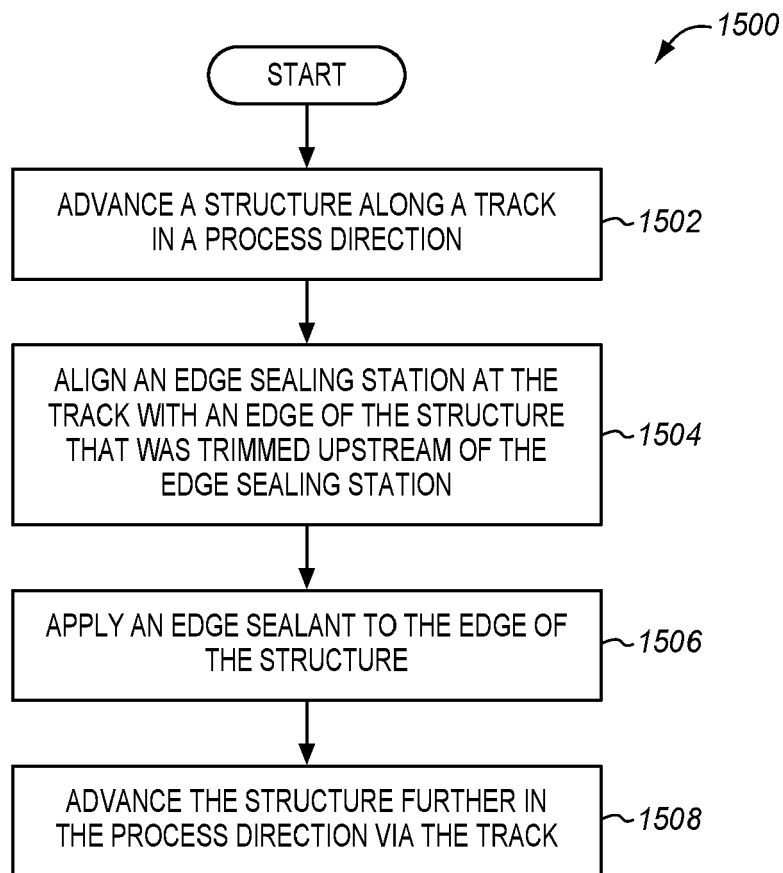 1500
START
ADVANCE A STRUCTURE ALONG A TRACK
IN A PROCESS DIRECTION
1502
ALIGN AN EDGE SEALING STATION AT THE
TRACK WITH AN EDGE OF THE STRUCTURE
THAT WAS TRIMMED UPSTREAM OF THE
EDGE SEALING STATION
1504
APPLY AN EDGE SEALANT TO THE EDGE OF
THE STRUCTURE
1506
ADVANCE THE STRUCTURE FURTHER IN
THE PROCESS DIRECTION VIA THE TRACK
1508